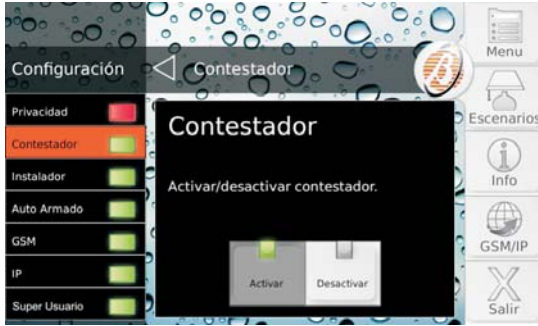 Configuración
Contestador
Privacidad
Contestador
Instalador
Auto Armado
GSM
IP
Super Usuario
Contestador
Activar/desactivar contestador.
Activar
Desactivar
Menu
Escenarios
Info
GSM/IP
Salir